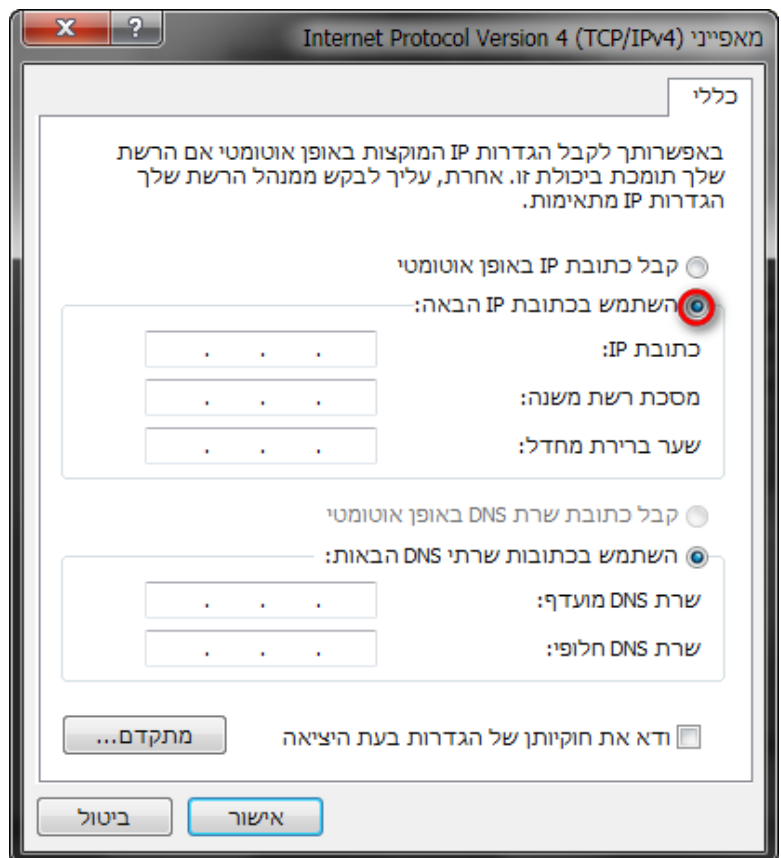 מאפייני Internet Protocol Version 4 (TCP/IPv4)
?
כללי
באפשרותך לקבל הגדרות IP המוקצות באופן אוטומטי אם הרשת
שלך תומכת ביכולת זו. אחרת, עליך לבקש ממנהל הרשת שלך
הגדרות IP מתאימות.
קבל כתובת IP באופן אוטומטי
השתמש בכתובת IP הבאה:
כתובת IP: . . .
מסכת רשת משנה: . . .
שער ברירת מחדל: . . .
קבל כתובת שרת DNS באופן אוטומטי
השתמש בכתובות שרתי DNS הבאות:
שרת DNS מועדף: . . .
שרת DNS חלופי: . . .
ודא את חוקיותן של הגדרות בעת היציאה
מתקדם...
אישור
ביטול